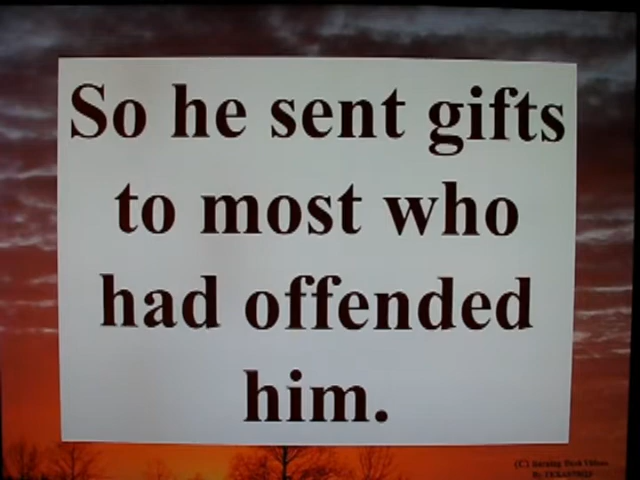 So he sent gifts
to most who
had offended
him.